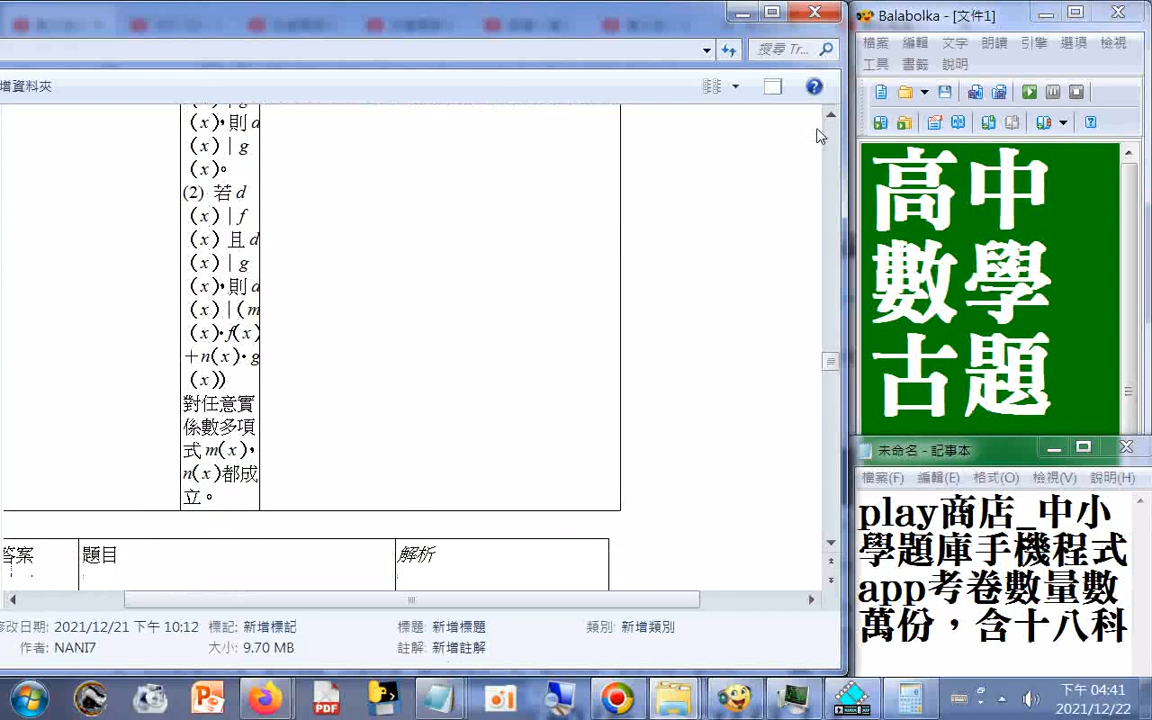 搜尋 Tr...
增資料夾
(x)，則 d
(x) | g
(x)。
(2) 若 d
(x) | f
(x) 且 d
(x) | g
(x)，則 d
(x) | (m
(x)·f(x)
+n(x)·g
(x))
對任意實
係數多項
式 m(x)，
n(x)都成
立。
答案 題目 解析
修改日期: 2021/12/21 下午 10:12 標記: 新增標記 標題: 新增標題 類別: 新增類別
作者: NANI7 大小: 9.70 MB 註解: 新增註解
Balabolka - [文件1]
檔案 編輯 文字 朗讀 引擎 選項 檢視
工具 書籤 說明
高中
數學
古題
未命名 - 記事本
檔案(F) 編輯(E) 格式(O) 檢視(V) 說明(H)
play商店_中小
學題庫手機程式
app考卷數量數
萬份，含十八科
下午 04:41
2021/12/22